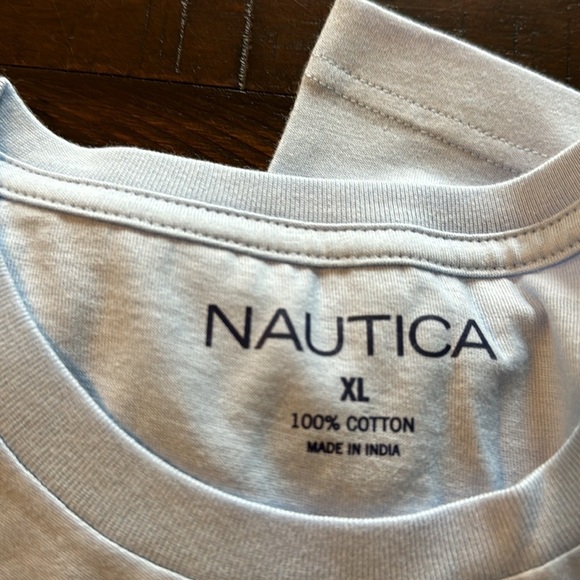 NAUTICA
XL
100% COTTON
MADE IN INDIA